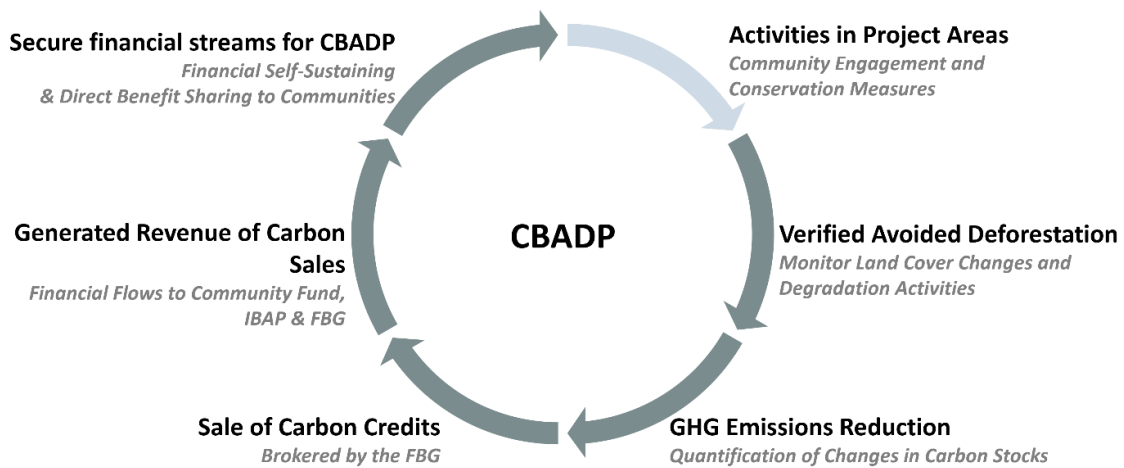 Secure financial streams for CBADP
Financial Self-Sustaining
& Direct Benefit Sharing to Communities
Activities in Project Areas
Community Engagement and
Conservation Measures
Generated Revenue of Carbon
Sales
Financial Flows to Community Fund,
IBAP & FBG
CBADP
Verified Avoided Deforestation
Monitor Land Cover Changes and
Degradation Activities
Sale of Carbon Credits
Brokered by the FBG
GHG Emissions Reduction
Quantification of Changes in Carbon Stocks